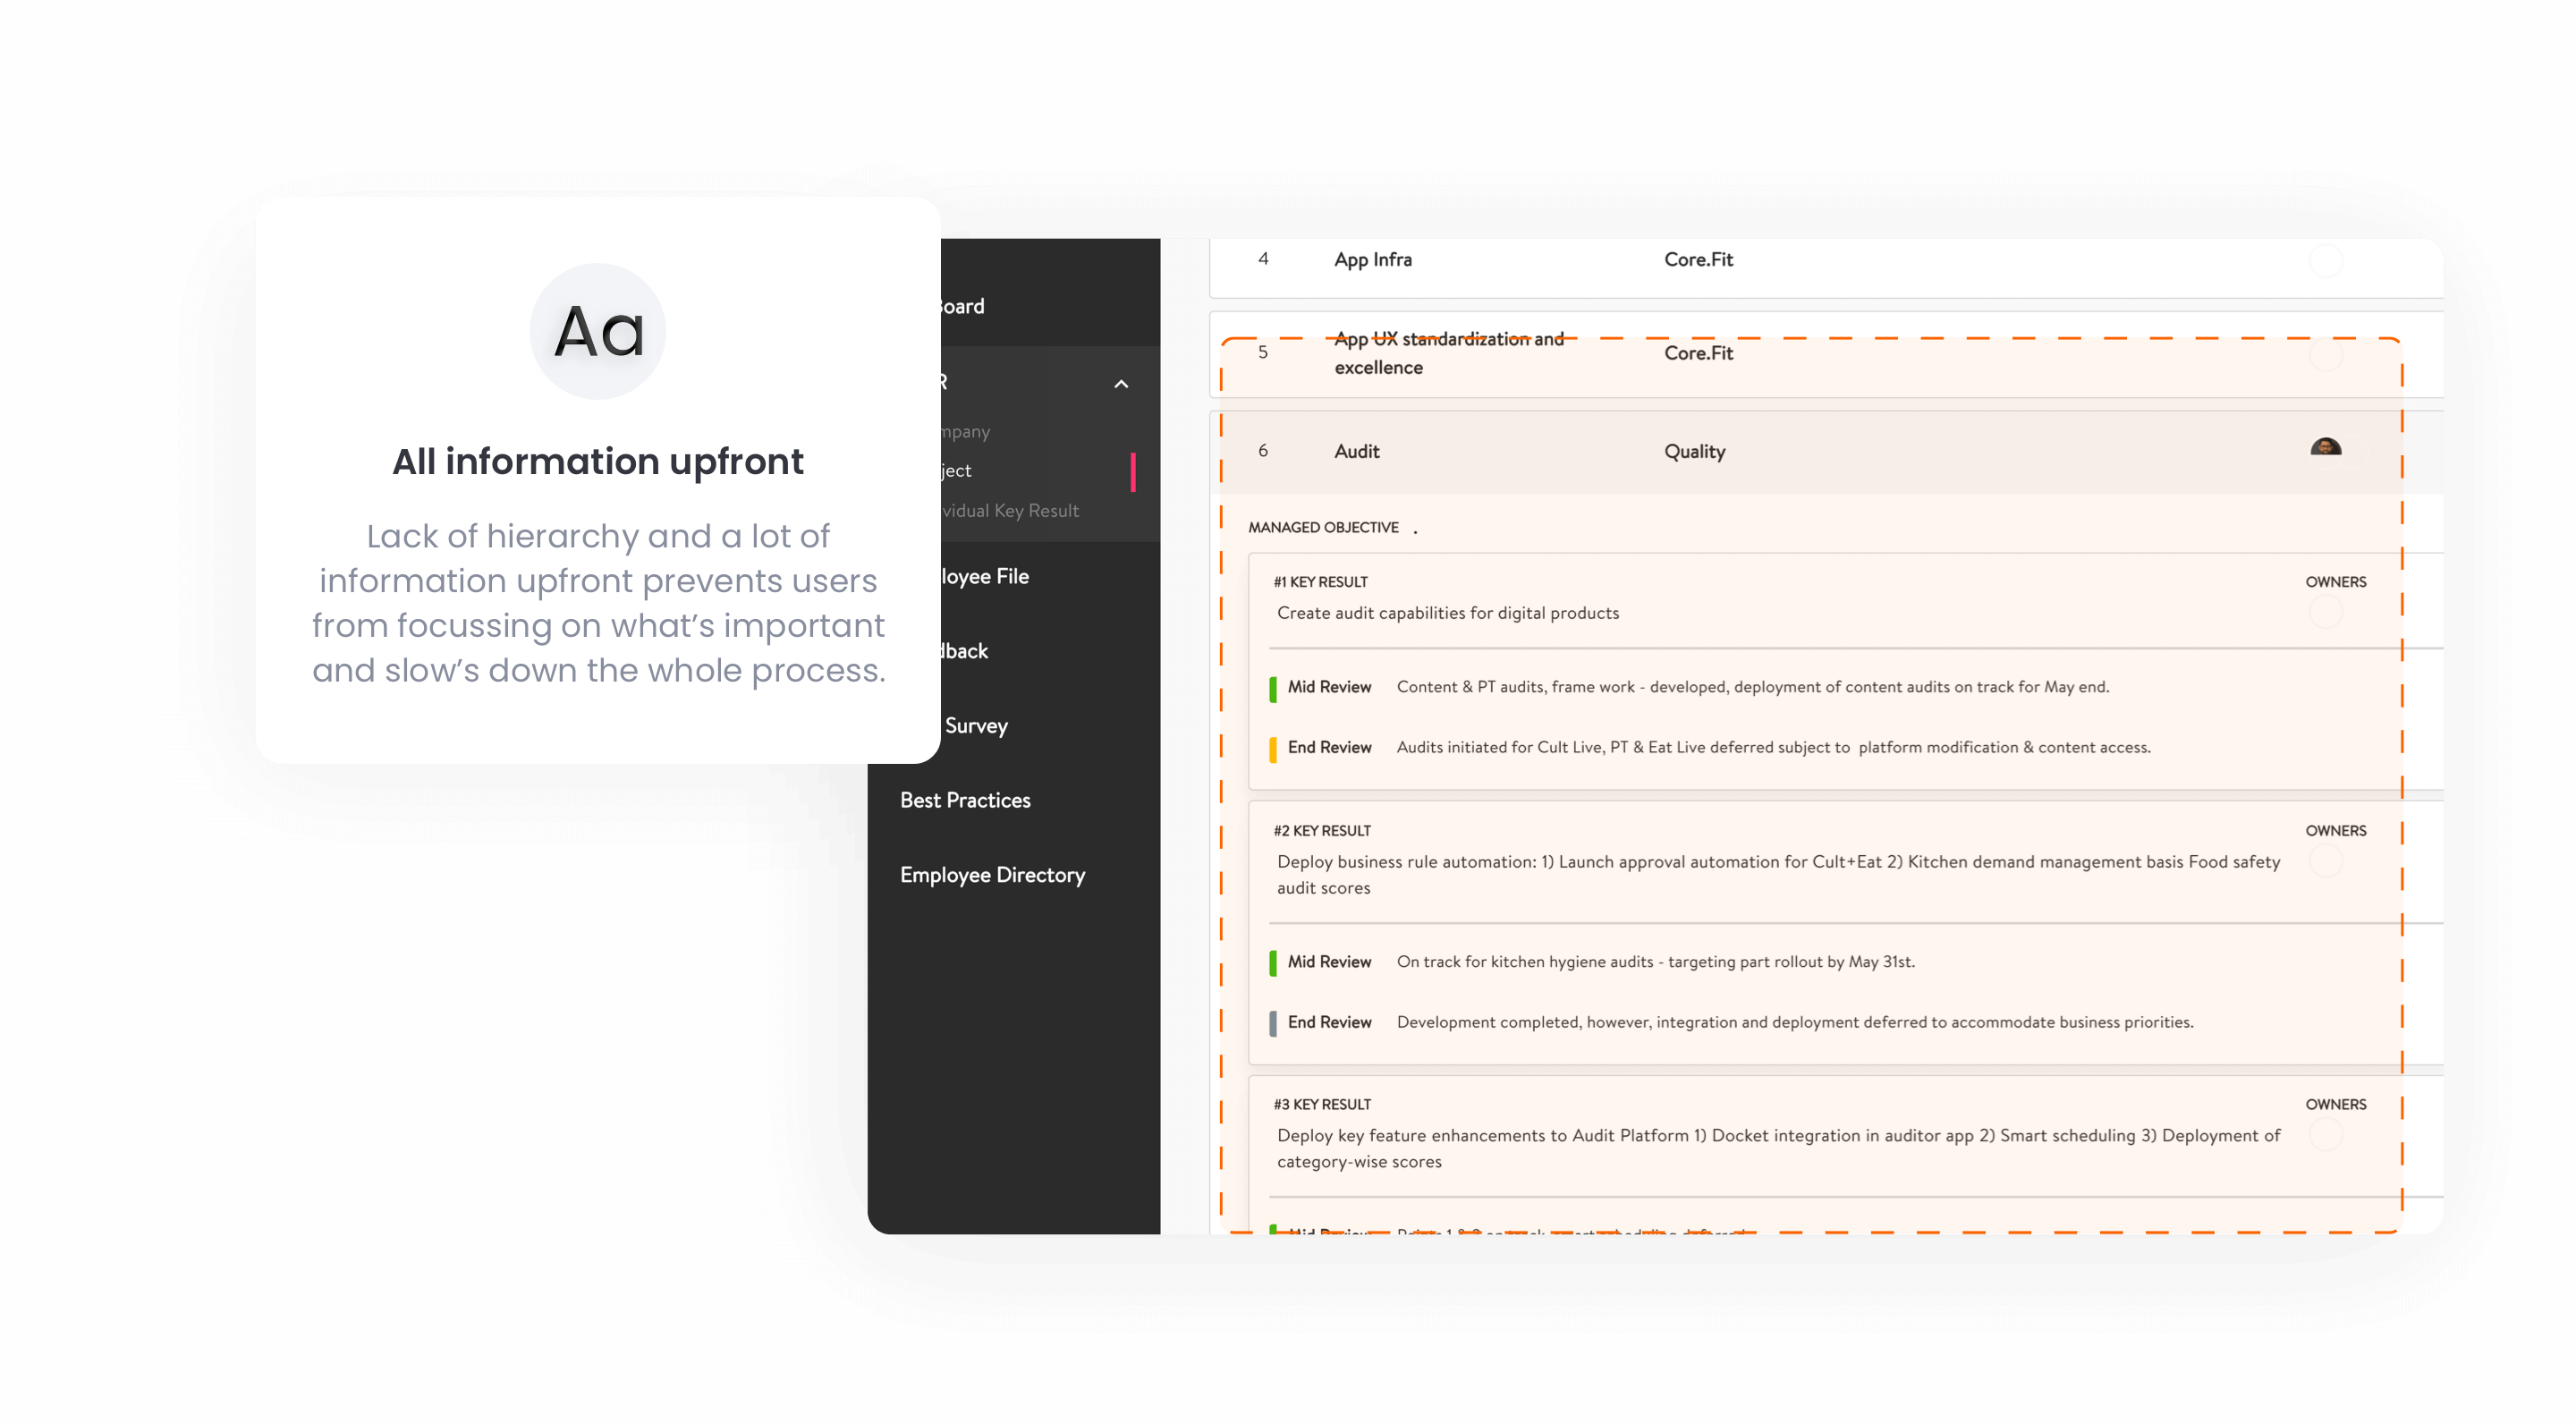 Aa
All information upfront
Lack of hierarchy and a lot of
information upfront prevents users
from focussing on what’s important
and slow’s down the whole process.
Board
R
mpany
ject
vidual Key Result
loyee File
dback
Survey
Best Practices
Employee Directory
4 App Infra Core.Fit
5 App UX standardization and
excellence Core.Fit
6 Audit Quality
MANAGED OBJECTIVE .
#1 KEY RESULT OWNERS
Create audit capabilities for digital products
Mid Review Content & PT audits, frame work - developed, deployment of content audits on track for May end.
End Review Audits initiated for Cult Live, PT & Eat Live deferred subject to platform modification & content access.
#2 KEY RESULT OWNERS
Deploy business rule automation: 1) Launch approval automation for Cult+Eat 2) Kitchen demand management basis Food safety
audit scores
Mid Review On track for kitchen hygiene audits - targeting part rollout by May 31st.
End Review Development completed, however, integration and deployment deferred to accommodate business priorities.
#3 KEY RESULT OWNERS
Deploy key feature enhancements to Audit Platform 1) Docket integration in auditor app 2) Smart scheduling 3) Deployment of
category-wise scores
Mid Review